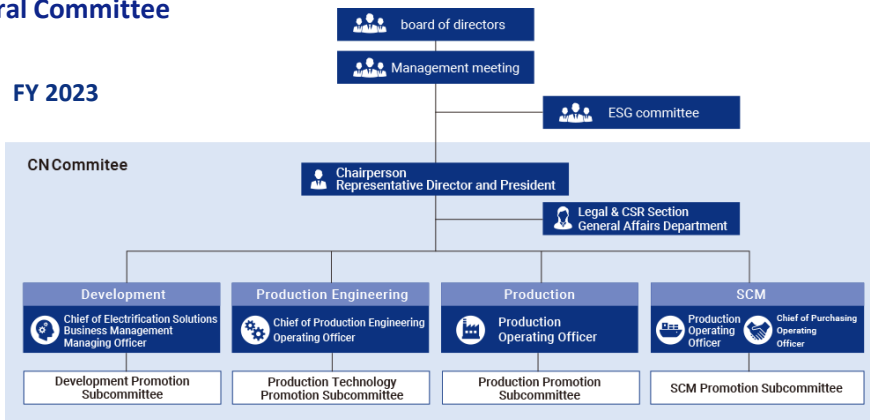 ral Committee
board of directors
Management meeting
FY 2023
ESG committee
CN Commitee
Chairperson
Representative Director and President
Legal & CSR Section
General Affairs Department
Development
Chief of Electrification Solutions
Business Management
Managing Officer
Development Promotion
Subcommittee
Production Engineering
Chief of Production Engineering
Operating Officer
Production Technology
Promotion Subcommittee
Production
Production
Operating Officer
Production Promotion
Subcommittee
SCM
Production
Operating
Officer
Chief of Purchasing
Operating
Officer
SCM Promotion Subcommittee